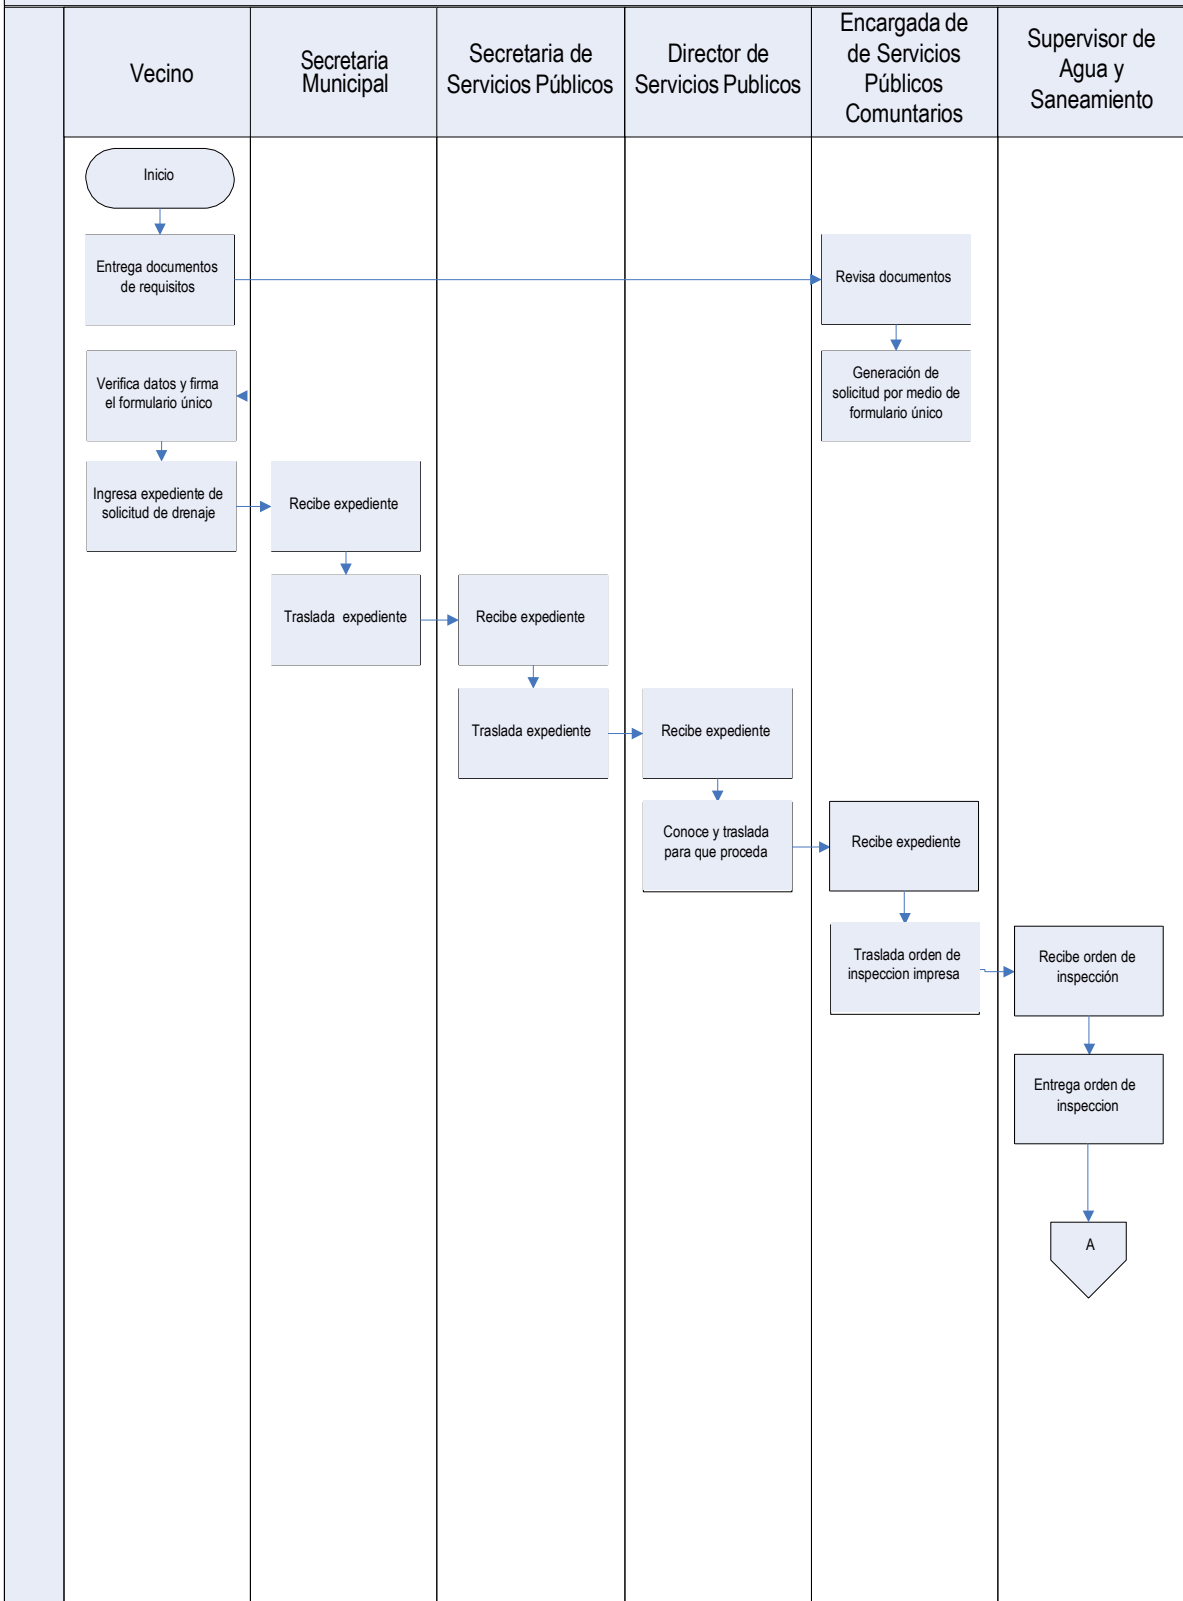 Vecino
Secretaria
Municipal
Secretaria de
Servicios Públicos
Director de
Servicios Publicos
Encargada de
de Servicios
Públicos
Comuntarios
Supervisor de
Agua y
Saneamiento
Inicio
Entrega documentos
de requisitos
Revisa documentos
Verifica datos y firma
el formulario único
Generación de
solicitud por medio de
formulario único
Ingresa expediente de
solicitud de drenaje
Recibe expediente
Traslada expediente
Recibe expediente
Traslada expediente
Recibe expediente
Conoce y traslada
para que proceda
Recibe expediente
Traslada orden de
inspeccion impresa
Recibe orden de
inspección
Entrega orden de
inspeccion
A